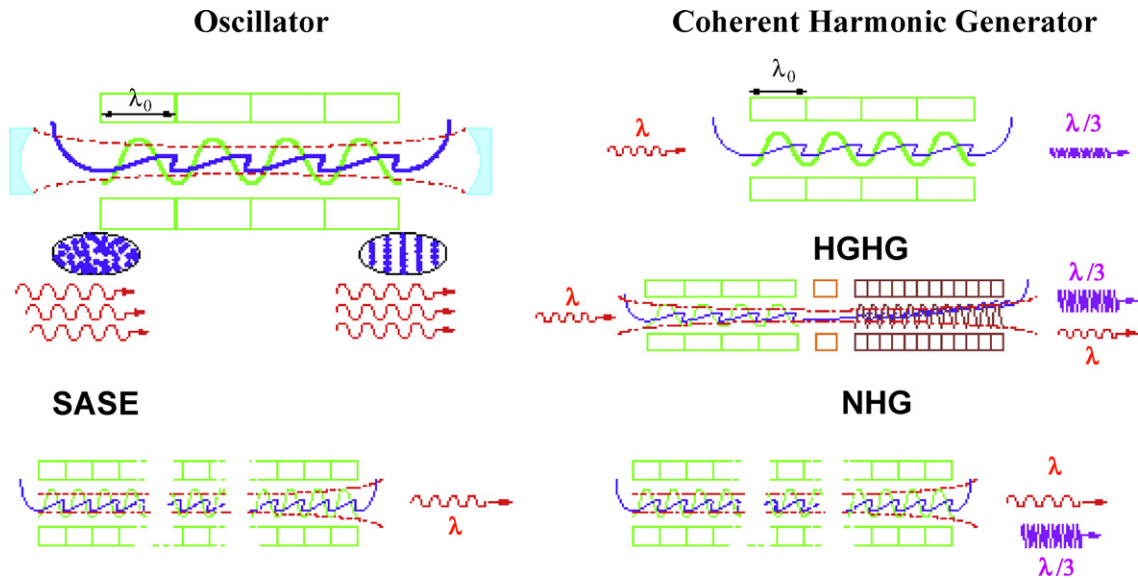 Oscillator
λ0
SASE
λ
Coherent Harmonic Generator
λ0
λ
λ/3
HGHG
λ
λ/3
λ
NHG
λ
λ/3